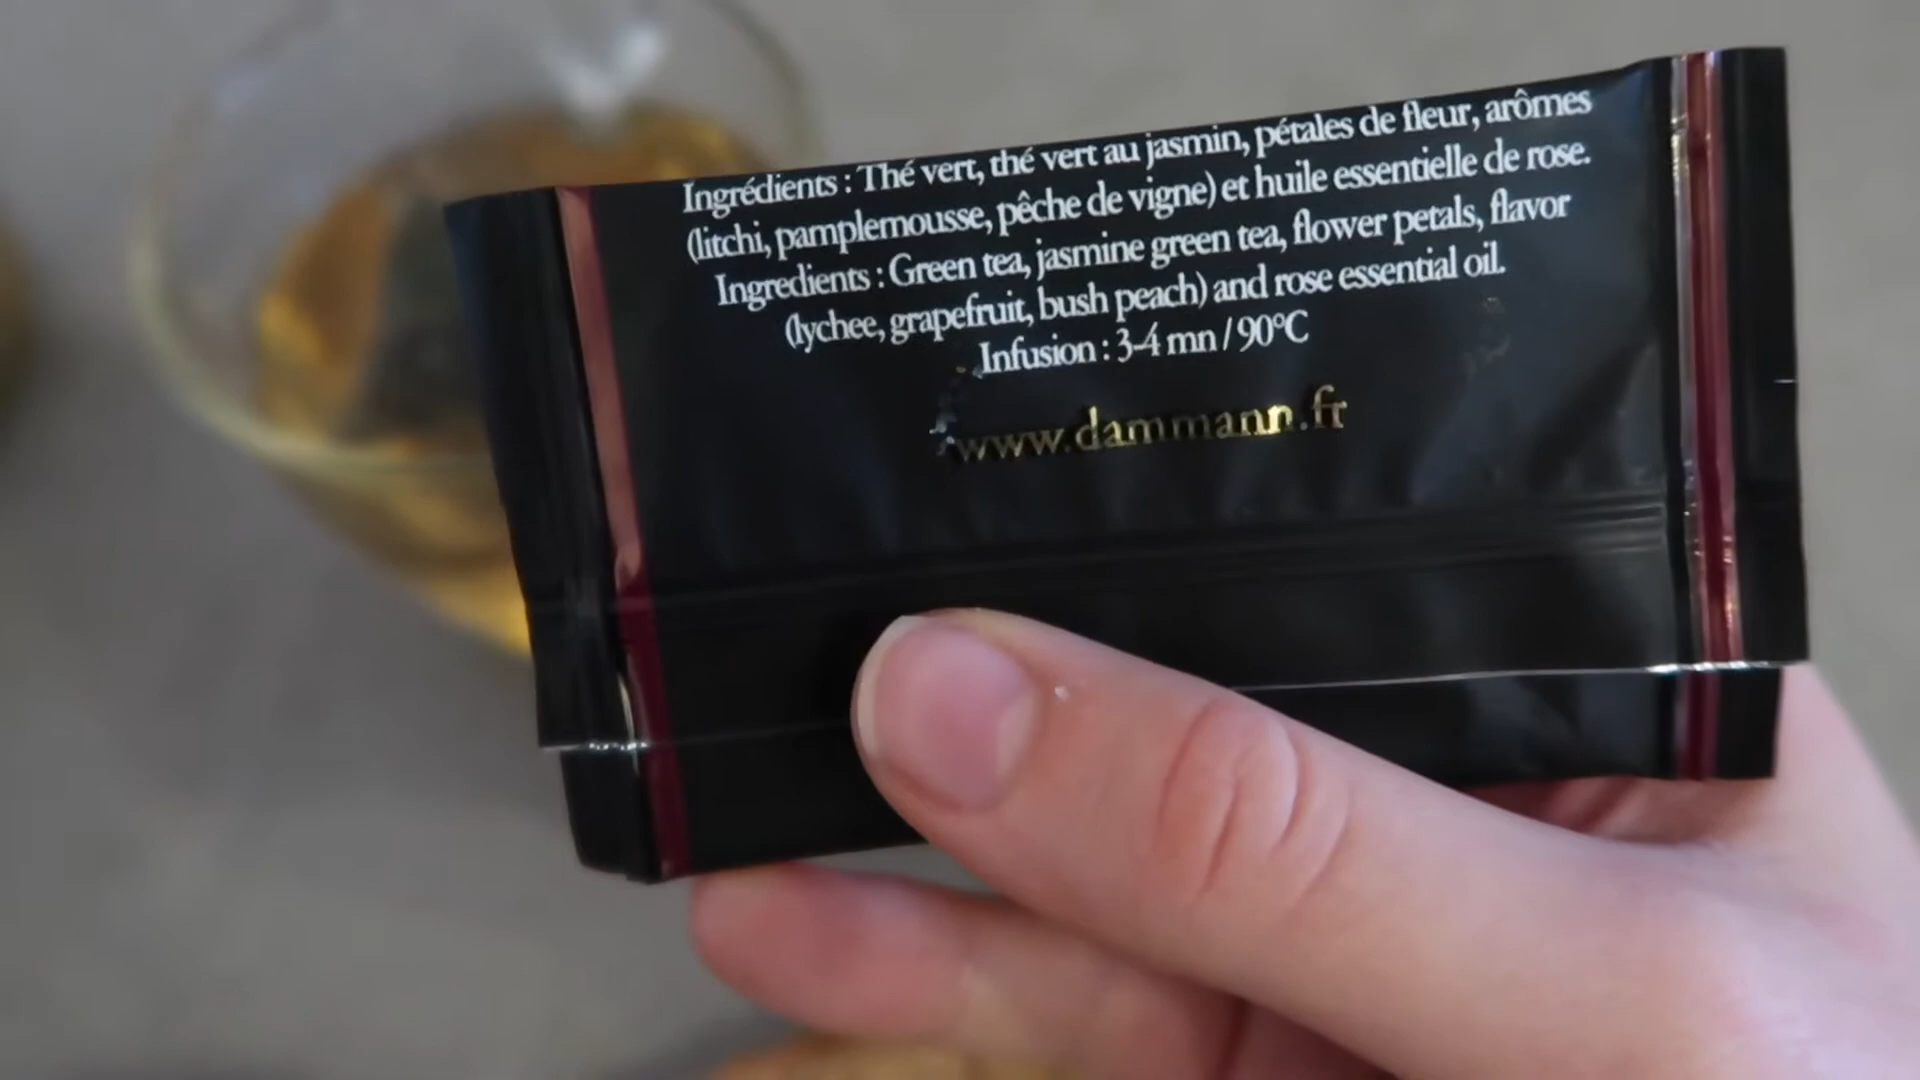 Ingrédients : Thé vert, thé vert au jasmin, pétales de fleur, arômes
(litchi, pamplemousse, pêche de vigne) et huile essentielle de rose.
Ingredients : Green tea, jasmine green tea, flower petals, flavor
(lychee, grapefruit, bush peach) and rose essential oil.
Infusion : 3-4 mn / 90°C
www.dammann.fr